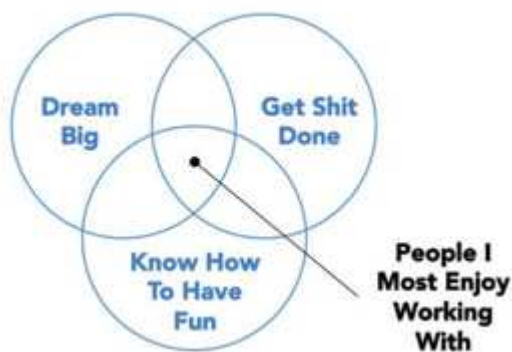 Dream
Big
Get Shit
Done
Know How
To Have
Fun
People I
Most Enjoy
Working
With